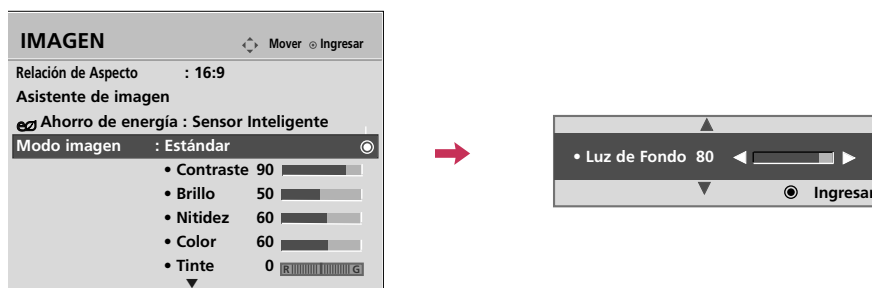 IMAGEN
Mover
Ingresar
Relación de Aspecto : 16:9
Asistente de imagen
Ahorro de energía : Sensor Inteligente
Modo imagen : Estándar
• Contraste 90
• Brillo 50
• Nitidez 60
• Color 60
• Tinte 0 R G
• Luz de Fondo 80
Ingresar